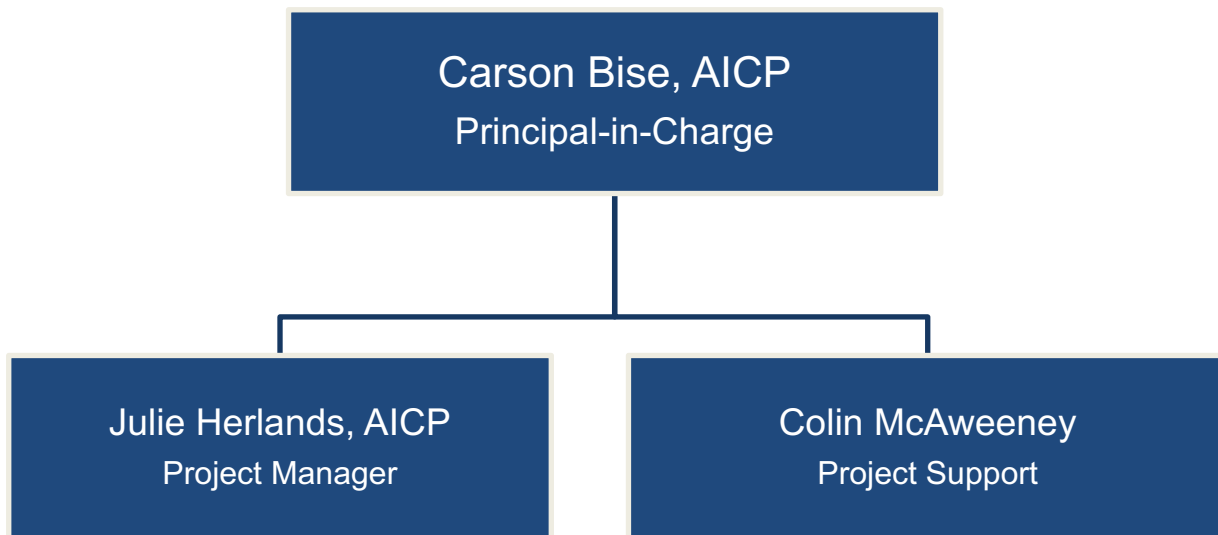 Carson Bise, AICP
Principal-in-Charge
Julie Herlands, AICP
Project Manager
Colin McAweeney
Project Support